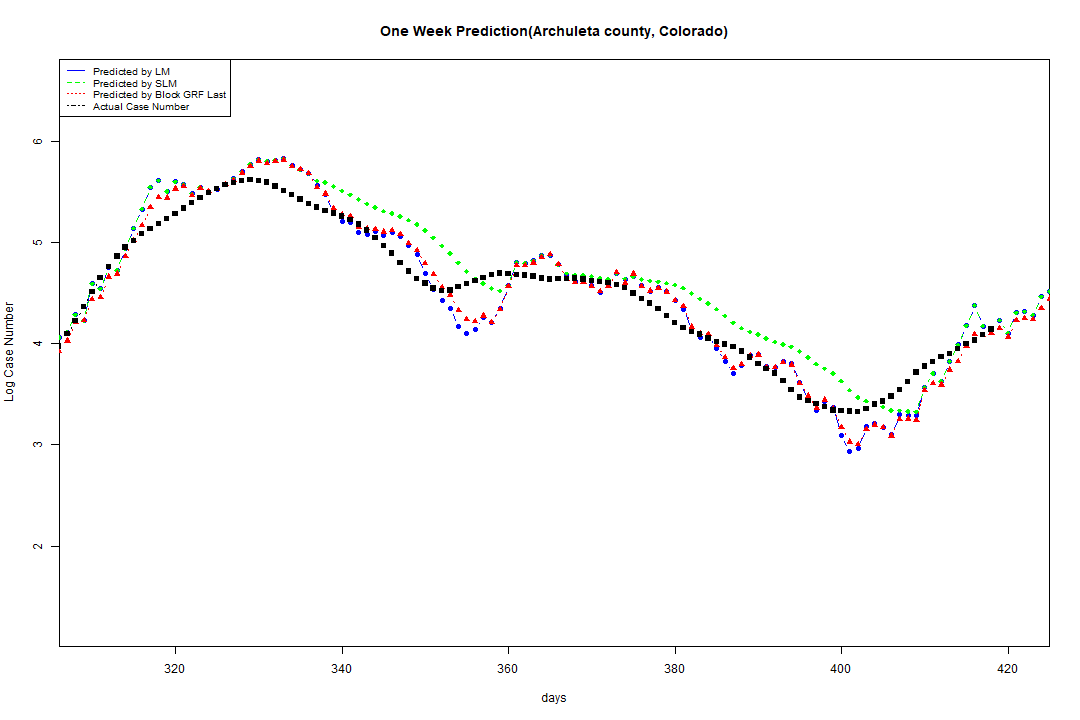 One Week Prediction(Archuleta county, Colorado)
Predicted by LM
Predicted by SLM
Predicted by Block GRF Last
Actual Case Number
6
5
4
3
2
Log Case Number
320 340 360 380 400 420
days